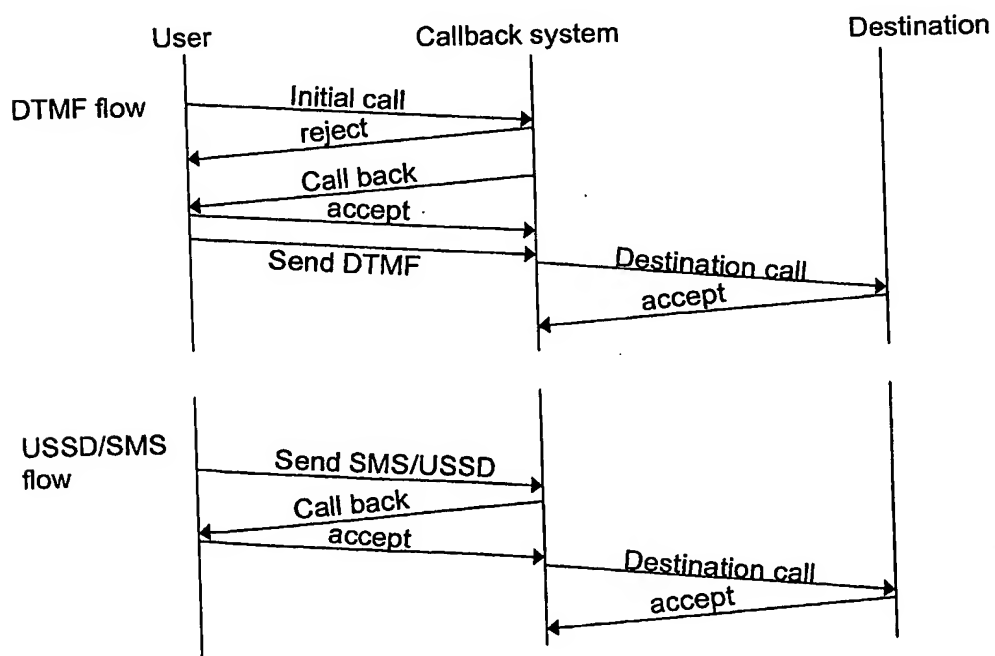 User
Callback system
Destination
DTMF flow
Initial call
reject
Call back
accept
Send DTMF
Destination call
accept
USSD/SMS
flow
Send SMS/USSD
Call back
accept
Destination call
accept